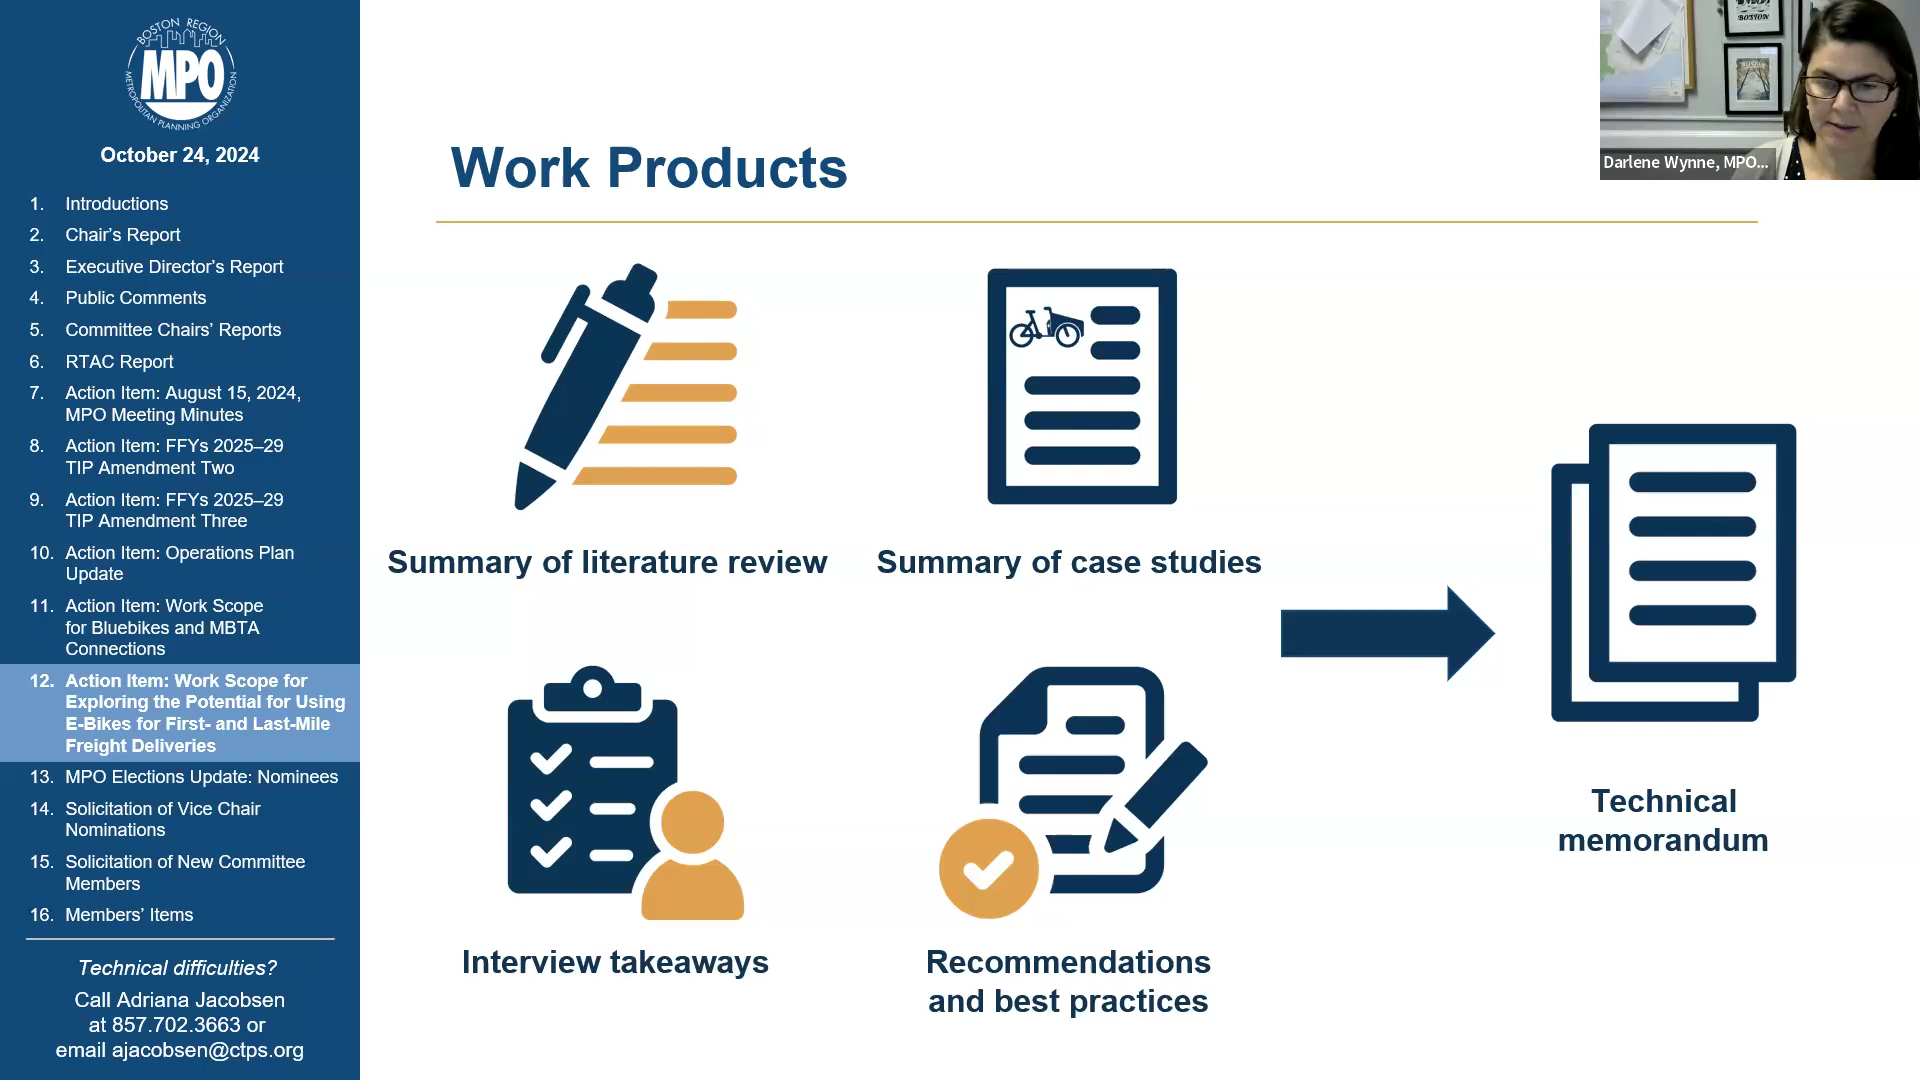 BOSTON REGION
MPO
METROPOLITAN PLANNING ORGANIZATION
October 24, 2024
1. Introductions
2. Chair’s Report
3. Executive Director’s Report
4. Public Comments
5. Committee Chairs’ Reports
6. RTAC Report
7. Action Item: August 15, 2024,
MPO Meeting Minutes
8. Action Item: FFYs 2025–29
TIP Amendment Two
9. Action Item: FFYs 2025–29
TIP Amendment Three
10. Action Item: Operations Plan
Update
11. Action Item: Work Scope
for Bluebikes and MBTA
Connections
12. Action Item: Work Scope for
Exploring the Potential for Using
E-Bikes for First- and Last-Mile
Freight Deliveries
13. MPO Elections Update: Nominees
14. Solicitation of Vice Chair
Nominations
15. Solicitation of New Committee
Members
16. Members’ Items
Technical difficulties?
Call Adriana Jacobsen
at 857.702.3663 or
email ajacobsen@ctps.org
Work Products
Summary of literature review
Summary of case studies
Interview takeaways
Recommendations
and best practices
Technical
memorandum
BOSTON
Darlene Wynne, MPO...